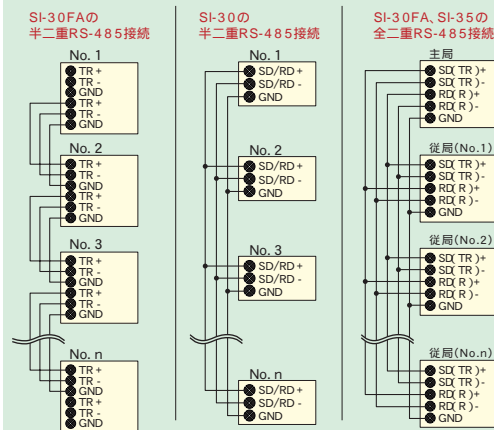 SI-30FAの
半二重RS-485接続
No. 1
TR +
TR -
GND
TR +
TR -
GND
No. 2
TR +
TR -
GND
TR +
TR -
GND
No. 3
TR +
TR -
GND
TR +
TR -
GND
No. n
TR +
TR -
GND
TR +
TR -
GND
SI-30の
半二重RS-485接続
No. 1
SD/RD +
SD/RD -
GND
No. 2
SD/RD +
SD/RD -
GND
No. 3
SD/RD +
SD/RD -
GND
No. n
SD/RD +
SD/RD -
GND
SI-30FA、SI-35の
全二重RS-485接続
主局
SD( TR )+
SD( TR )-
RD( R )+
RD( R )-
GND
従局(No.1)
SD( TR )+
SD( TR )-
RD( R )+
RD( R )-
GND
従局(No.2)
SD( TR )+
SD( TR )-
RD( R )+
RD( R )-
GND
従局(No.n)
SD( TR )+
SD( TR )-
RD( R )+
RD( R )-
GND